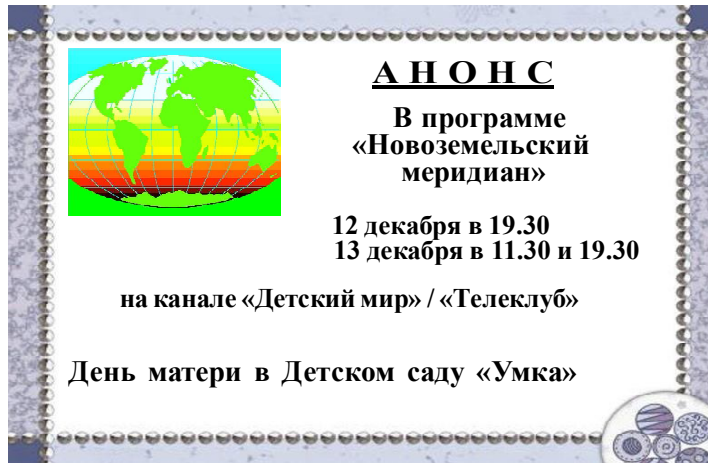 А Н О Н С
В программе
«Новоземельский
меридиан»
12 декабря в 19.30
13 декабря в 11.30 и 19.30
на канале «Детский мир» / «Телеклуб»
День матери в Детском саду «Умка»